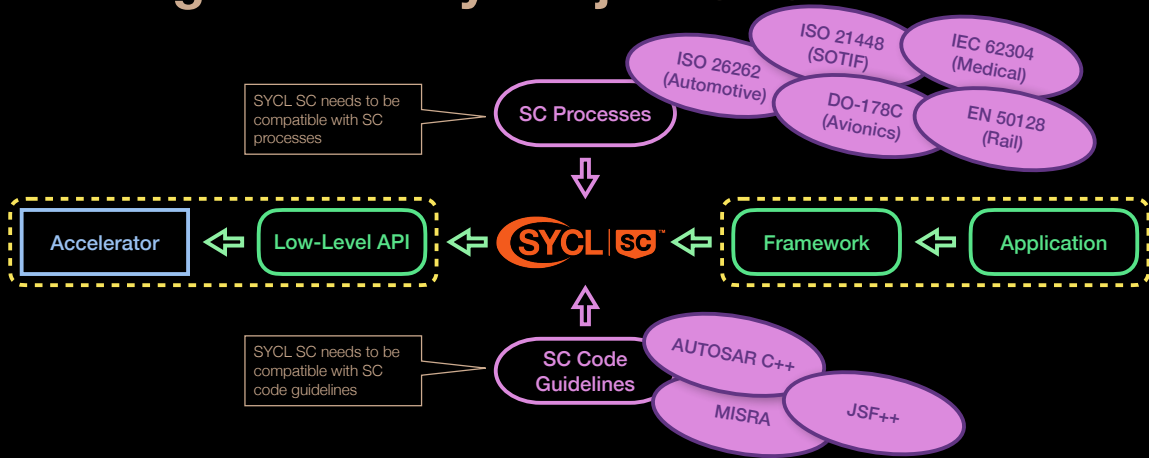 ISO 21448
(SOTIF)
IEC 62304
(Medical)
ISO 26262
(Automotive)
DO-178C
(Avionics)
EN 50128
(Rail)
SYCL SC needs to be
compatible with SC
processes
SC Processes
Accelerator
Low-Level API
SYCL SC™
Framework
Application
SYCL SC needs to be
compatible with SC
code guidelines
SC Code
Guidelines
AUTOSAR C++
MISRA
JSF++